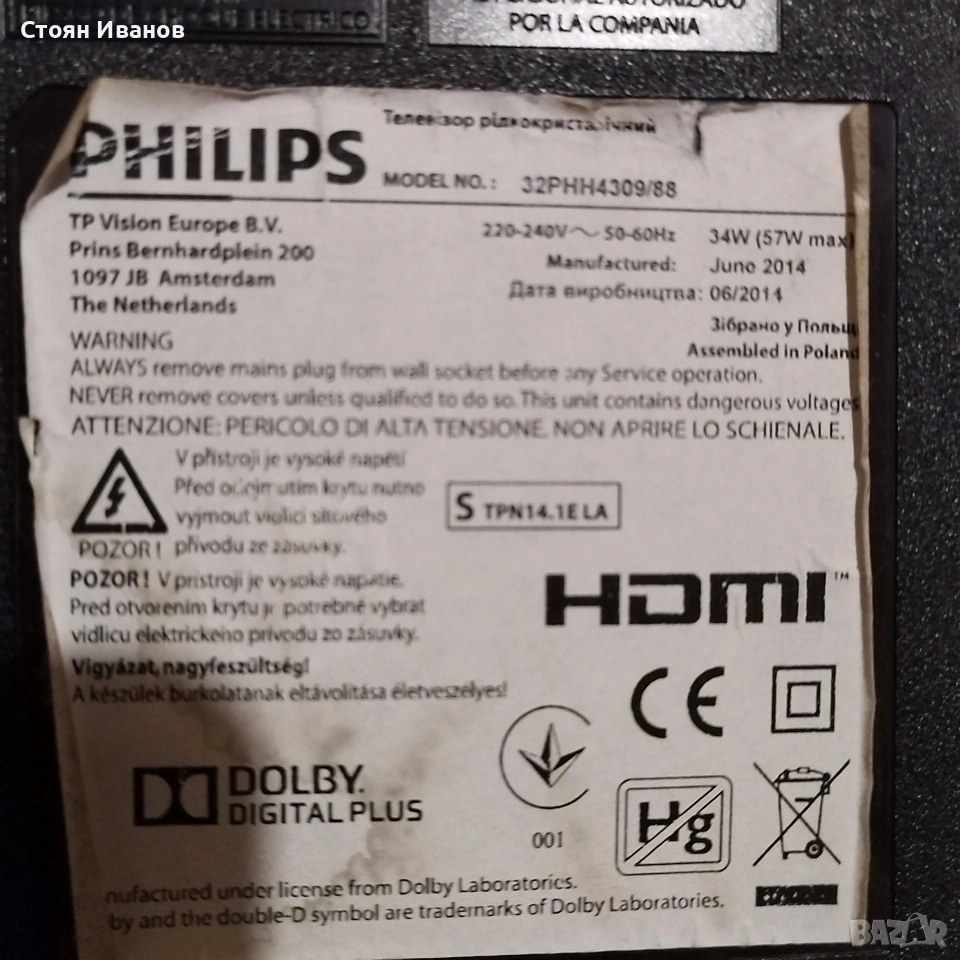 Стоян Иванов
ELECTRICO
AUTORIZADO
POR LA COMPANIA
PHILIPS
Телевізор рідкокристалічний
MODEL NO.: 32PHH4309/88
TP Vision Europe B.V.
Prins Bernhardplein 200
1097 JB Amsterdam
The Netherlands
220-240V~ 50-60Hz 34W (57W max)
Manufactured: June 2014
Дата виробництва: 06/2014
Зібрано у Польщі
Assembled in Poland
WARNING
ALWAYS remove mains plug from wall socket before any Service operation.
NEVER remove covers unless qualified to do so. This unit contains dangerous voltages
ATTENZIONE: PERICOLO DI ALTA TENSIONE. NON APRIRE LO SCHIENALE.
V přístroji je vysoké napětí
Před odejmutím krytu nutno
vyjmout vidlici síťového
POZOR! přívodu ze zásuvky.
S TPN14.1E LA
POZOR! V prístroji je vysoké napätie.
Pred otvorením krytu je potrebné vybrat
vidlicu elektrického prívodu zo zásuvky.
Vigyázat, nagyfeszültség!
A készülék burkolatának eltávolítása életveszélyes!
HDMI™
CE
DOLBY.
DIGITAL PLUS
001
Hg
nufactured under license from Dolby Laboratories.
by and the double-D symbol are trademarks of Dolby Laboratories.
BAZAR